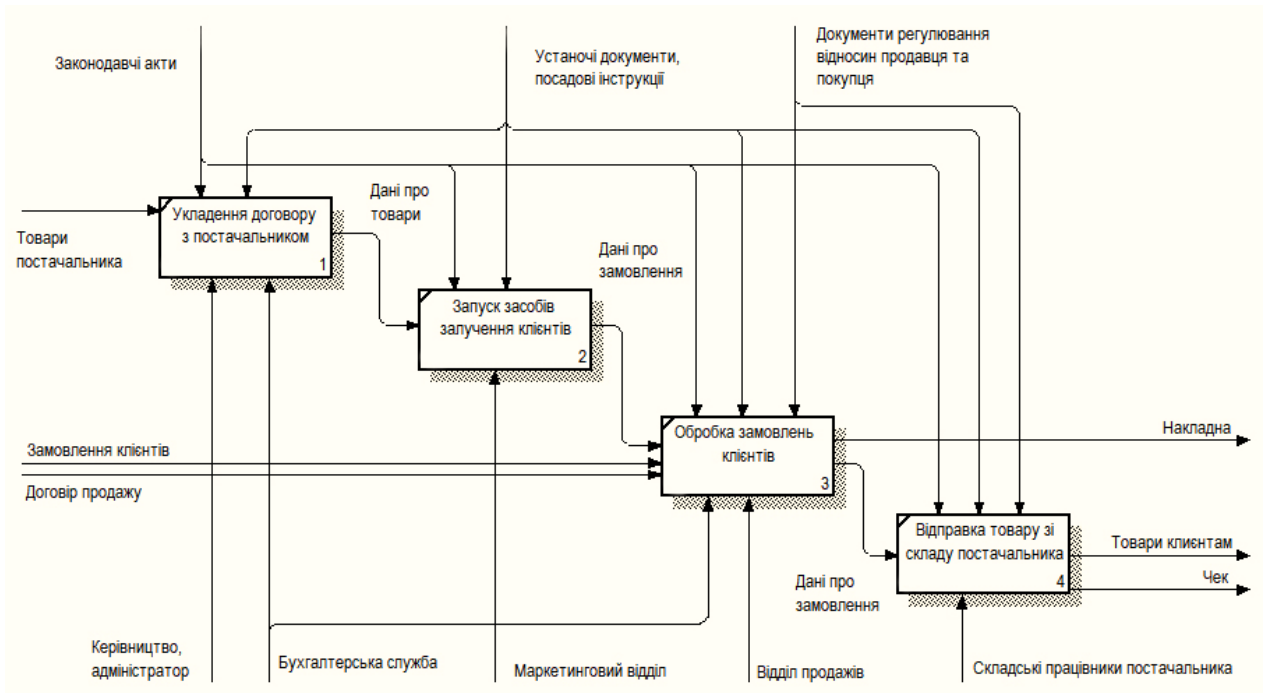 Законодавчі акти
Установчі документи,
посадові інструкції
Документи регулювання
відносин продавця та
покупця
Товари
постачальника
Укладення договору
з постачальником
1
Дані про
товари
Запуск засобів
залучення клієнтів
2
Дані про
замовлення
Замовлення клієнтів
Договір продажу
Обробка замовлень
клієнтів
3
Накладна
Дані про
замовлення
Відправка товару зі
складу постачальника
4
Товари клиєнтам
Чек
Керівництво,
адміністратор
Бухгалтерська служба
Маркетинговий відділ
Відділ продажів
Складські працівники постачальника